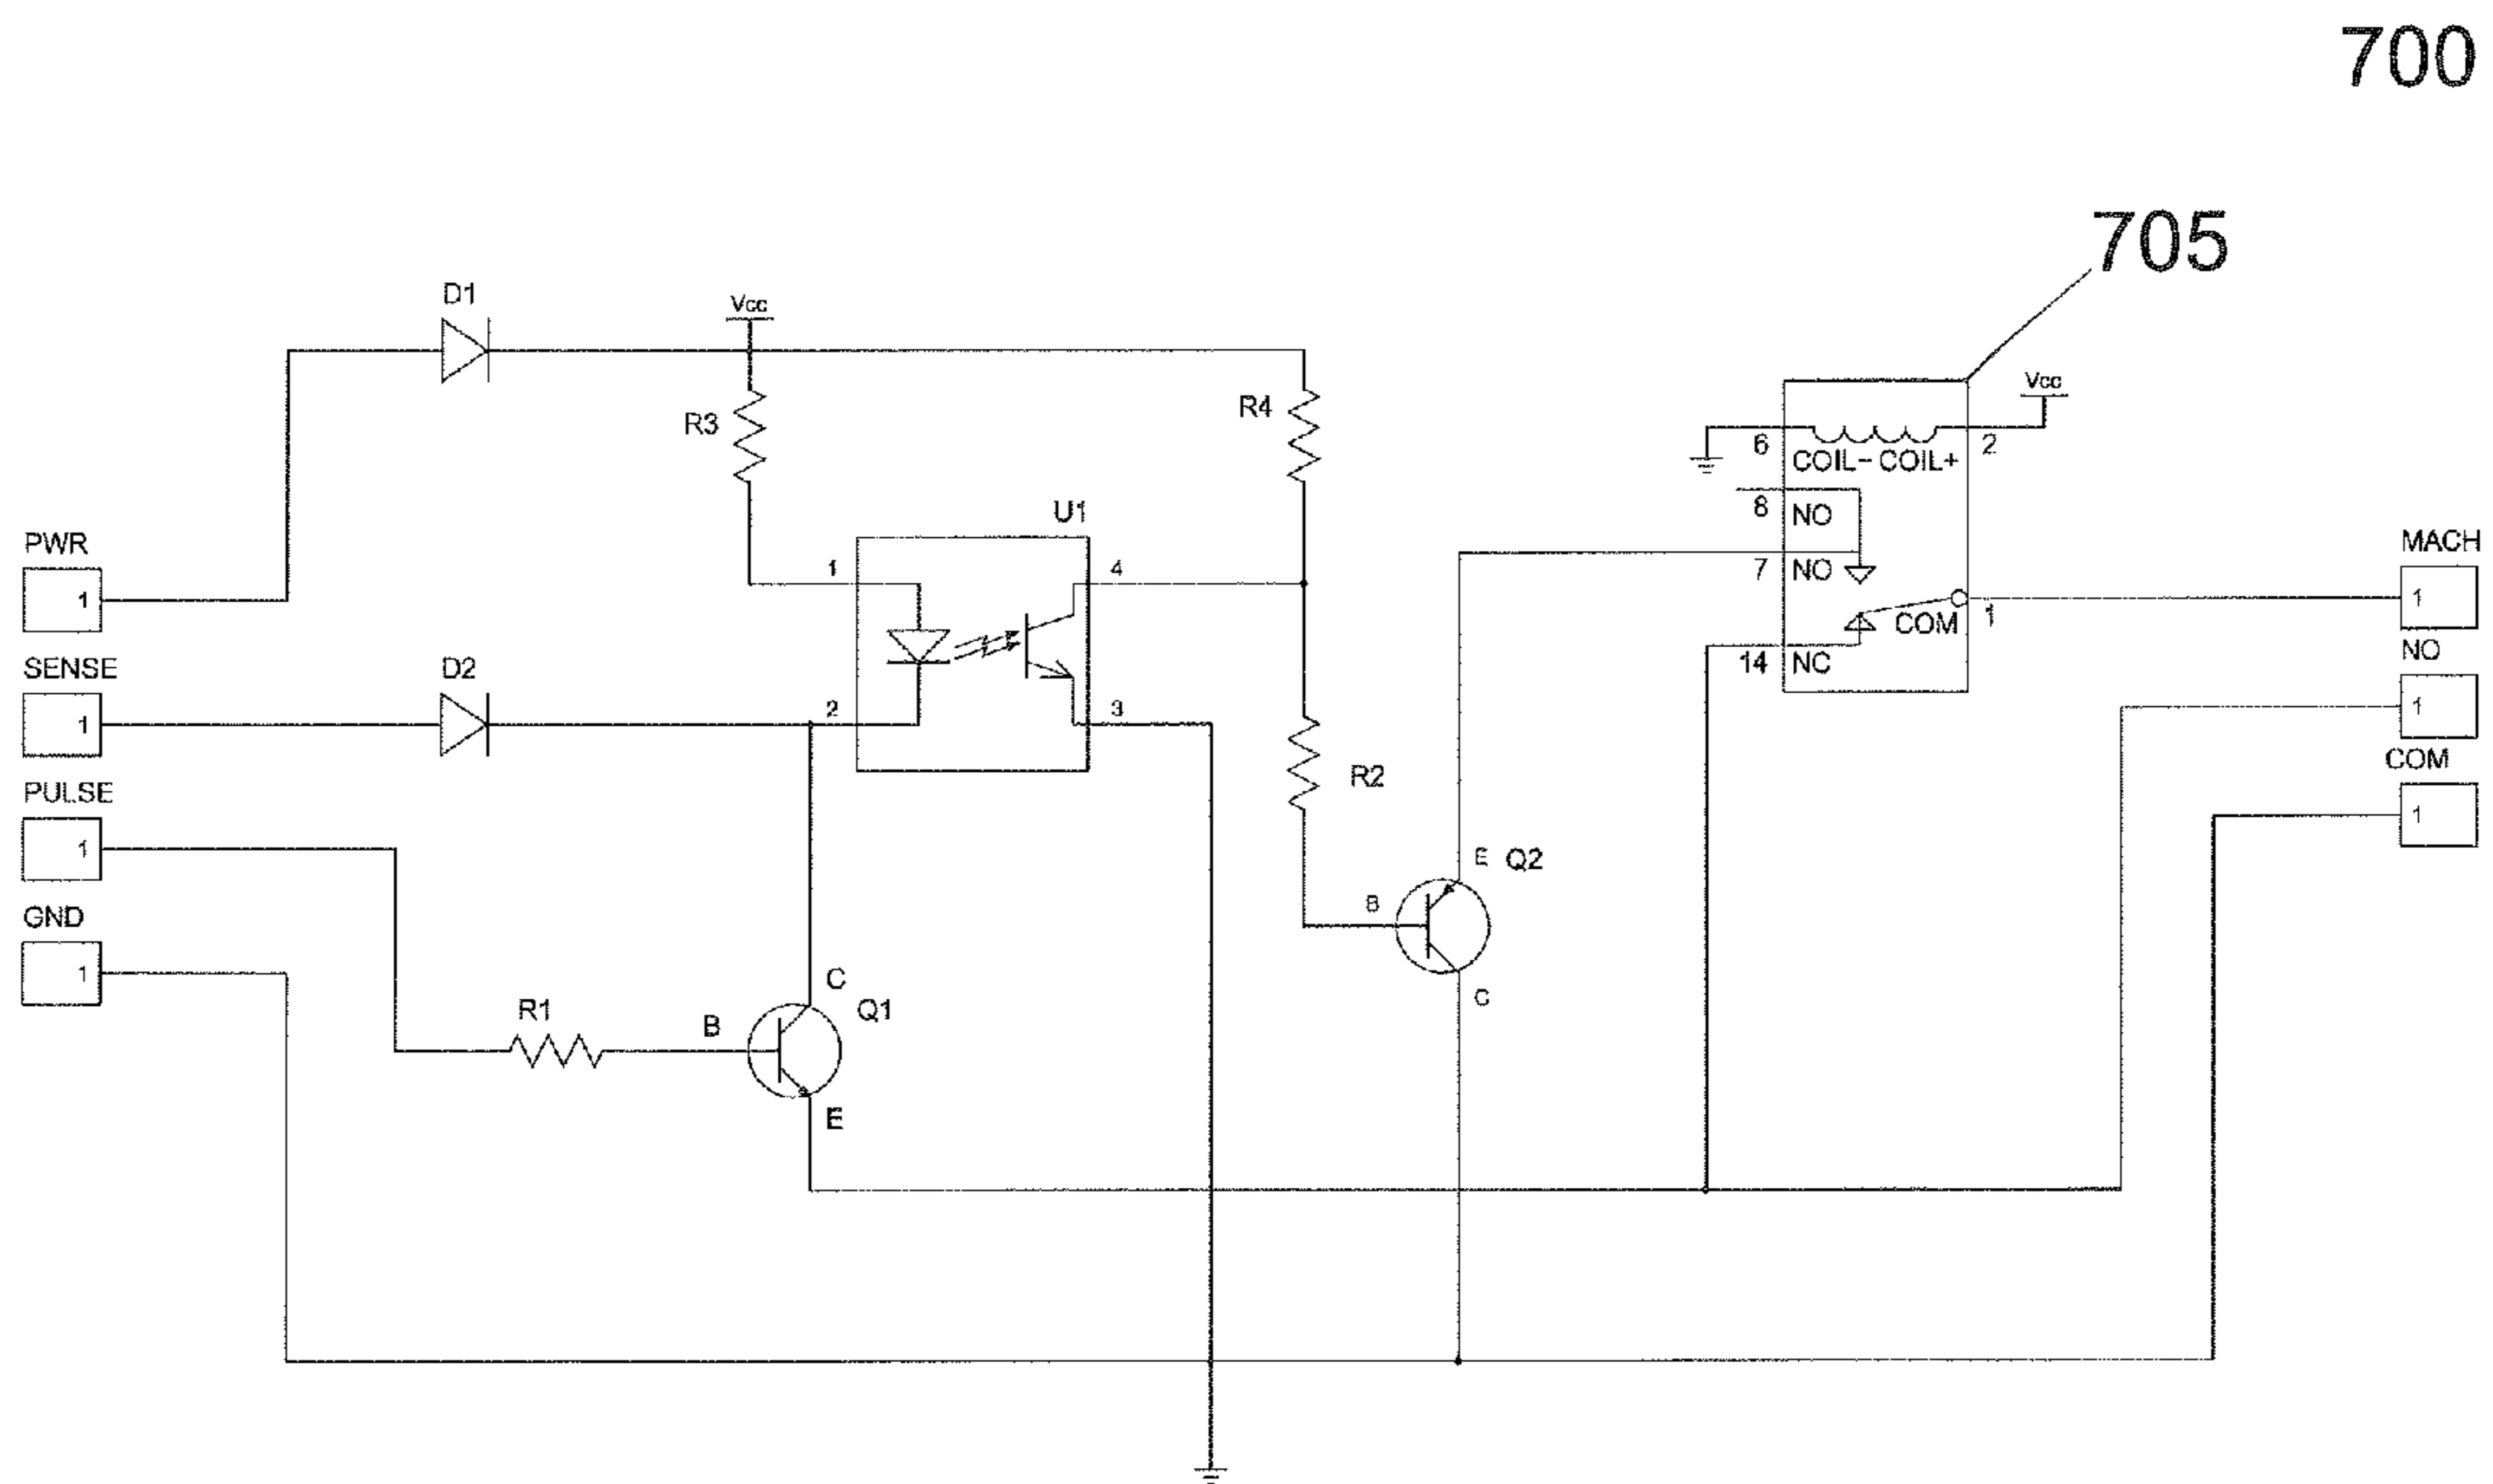 700
705
D1
Vcc
R3
R4
Vcc
6
2
COIL- COIL+
8
NO
U1
PWR
1
1
4
7
NO
MACH
1
COM
1
SENSE
1
D2
2
3
14
NC
NO
1
PULSE
1
R2
COM
1
GND
1
E
Q2
B
C
C
R1
B
Q1
E